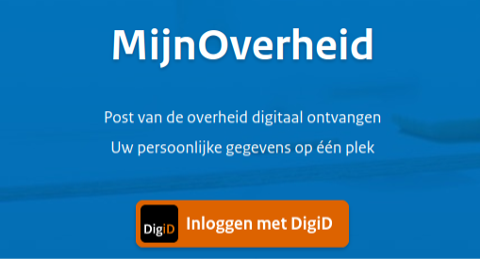 MijnOverheid
Post van de overheid digitaal ontvangen
Uw persoonlijke gegevens op één plek
DigiD Inloggen met DigiD